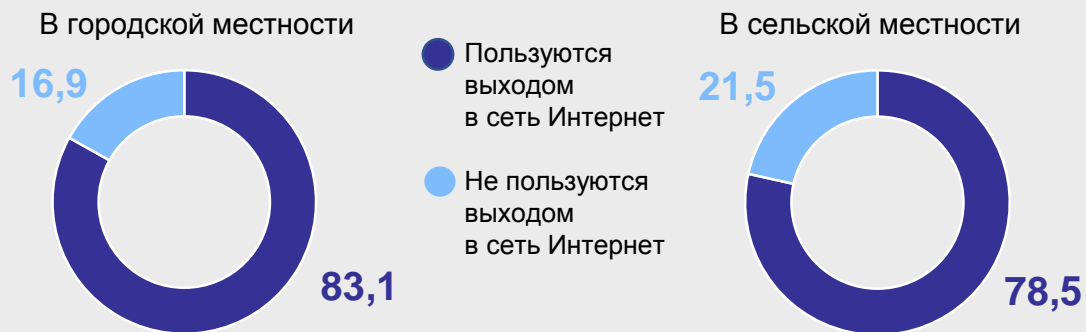 В городской местности
16,9
83,1
Пользуются
выходом
в сеть Интернет
Не пользуются
выходом
в сеть Интернет
В сельской местности
21,5
78,5